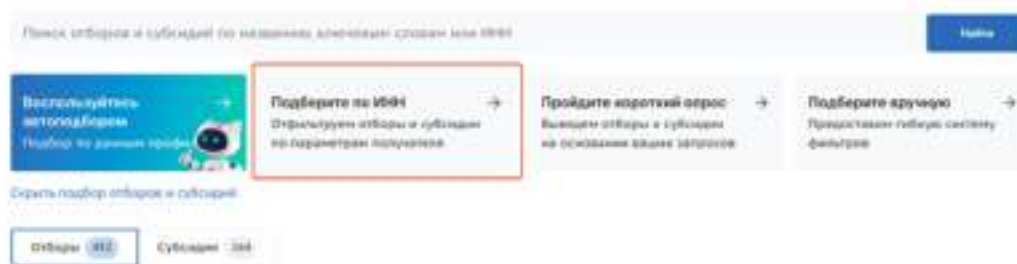 Поиск отборов и субсидий по названию, ключевым словам или ИНН
Найти
Воспользуйтесь
автоподбором
Подбор по данным профиля
Подберите по ИНН
Отфильтруем отборы и субсидии
по параметрам получателя
Пройдите короткий опрос
Выведем отборы и субсидии
на основании ваших запросов
Подберите вручную
Предоставим гибкую систему
фильтров
Скрыть подбор отборов и субсидий
Отборы
Субсидии